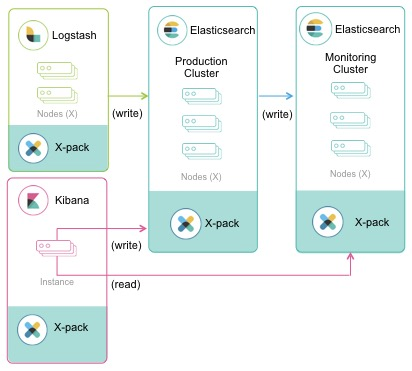 Logstash
Nodes (X)
X-pack
(write)
Elasticsearch
Production
Cluster
Nodes (X)
X-pack
(write)
Elasticsearch
Monitoring
Cluster
Nodes (X)
X-pack
Kibana
Instance
X-pack
(write)
(read)